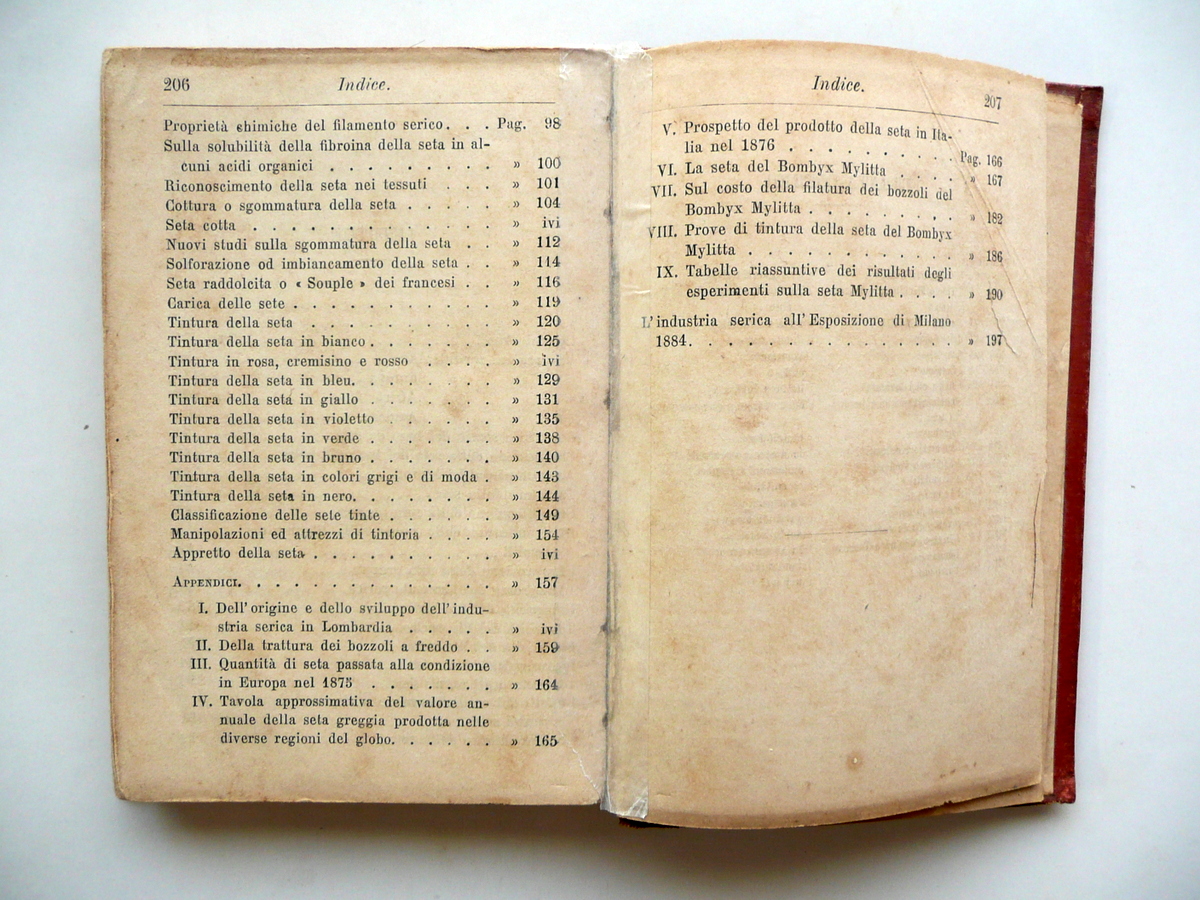 206 Indice.
Proprietà chimiche del filamento serico. . . Pag. 98
Sulla solubilità della fibroina della seta in al-
cuni acidi organici . . . . . . . . . » 100
Riconoscimento della seta nei tessuti . . . » 101
Cottura o sgommatura della seta . . . . . » 104
Seta cotta . . . . . . . . . . . . . » ivi
Nuovi studi sulla sgommatura della seta . . » 112
Solforazione od imbiancamento della seta . . » 114
Seta raddolcita o « Souple » dei francesi . . » 116
Carica delle sete . . . . . . . . . . . » 119
Tintura della seta . . . . . . . . . . » 120
Tintura della seta in bianco . . . . . . . » 125
Tintura in rosa, cremisino e rosso . . . . » ivi
Tintura della seta in bleu. . . . . . . . » 129
Tintura della seta in giallo . . . . . . . » 131
Tintura della seta in violetto . . . . . . » 135
Tintura della seta in verde . . . . . . . » 138
Tintura della seta in bruno . . . . . . . » 140
Tintura della seta in colori grigi e di moda . » 143
Tintura della seta in nero. . . . . . . . » 144
Classificazione delle sete tinte . . . . . . » 149
Manipolazioni ed attrezzi di tintoria . . . . » 154
Appretto della seta . . . . . . . . . . » ivi
APPENDICI. . . . . . . . . . . . . . » 157
I. Dell'origine e dello sviluppo dell'indu-
stria serica in Lombardia . . . . . » ivi
II. Della trattura dei bozzoli a freddo . . » 159
III. Quantità di seta passata alla condizione
in Europa nel 1875 . . . . . . . » 164
IV. Tavola approssimativa del valore an-
nuale della seta greggia prodotta nelle
diverse regioni del globo. . . . . . » 165
Indice. 207
V. Prospetto del prodotto della seta in Ita-
lia nel 1876 . . . . . . . . . Pag. 166
VI. La seta del Bombyx Mylitta . . . . » 167
VII. Sul costo della filatura dei bozzoli del
Bombyx Mylitta . . . . . . . . . » 182
VIII. Prove di tintura della seta del Bombyx
Mylitta . . . . . . . . . . . . » 186
IX. Tabelle riassuntive dei risultati degli
esperimenti sulla seta Mylitta . . . . » 190
L'industria serica all'Esposizione di Milano
1884. . . . . . . . . . . . . . . » 197